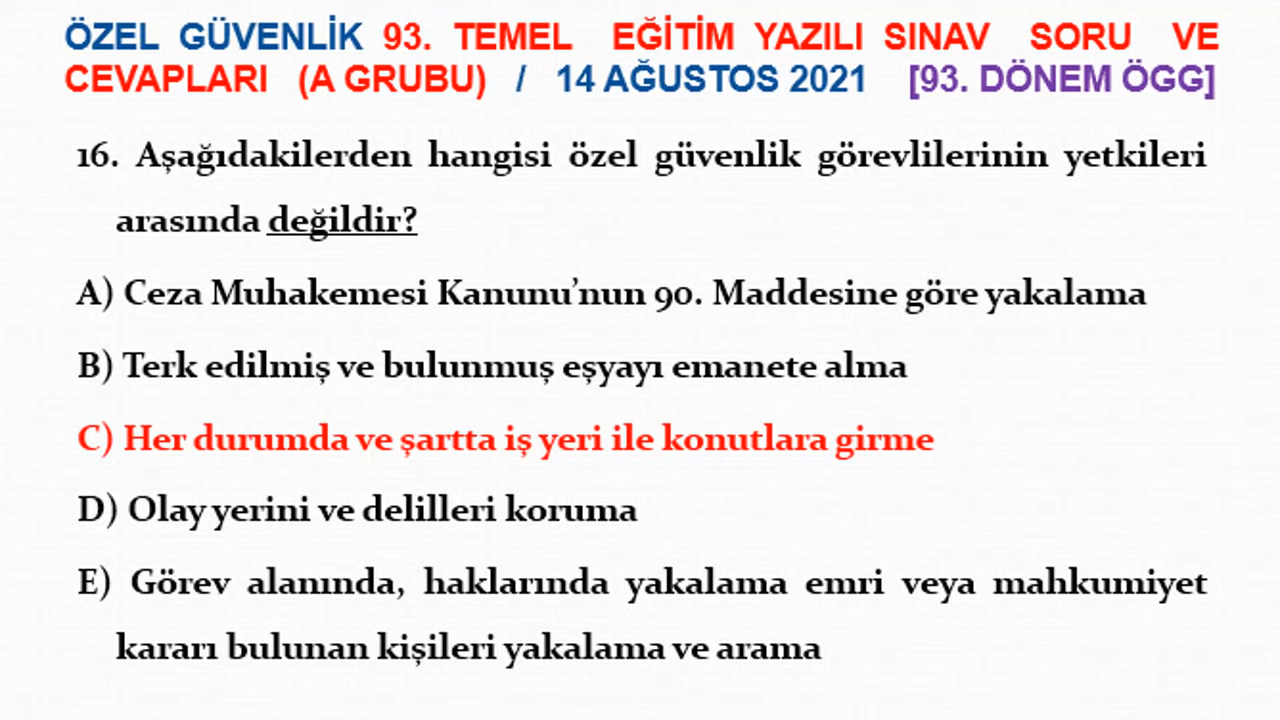 ÖZEL GÜVENLİK 93. TEMEL EĞİTİM YAZILI SINAV SORU VE
CEVAPLARI (A GRUBU) / 14 AĞUSTOS 2021 [93. DÖNEM ÖGG]
16. Aşağıdakilerden hangisi özel güvenlik görevlilerinin yetkileri
arasında değildir?
A) Ceza Muhakemesi Kanunu’nun 90. Maddesine göre yakalama
B) Terk edilmiş ve bulunmuş eşyayı emanete alma
C) Her durumda ve şartta iş yeri ile konutlara girme
D) Olay yerini ve delilleri koruma
E) Görev alanında, haklarında yakalama emri veya mahkumiyet
kararı bulunan kişileri yakalama ve arama